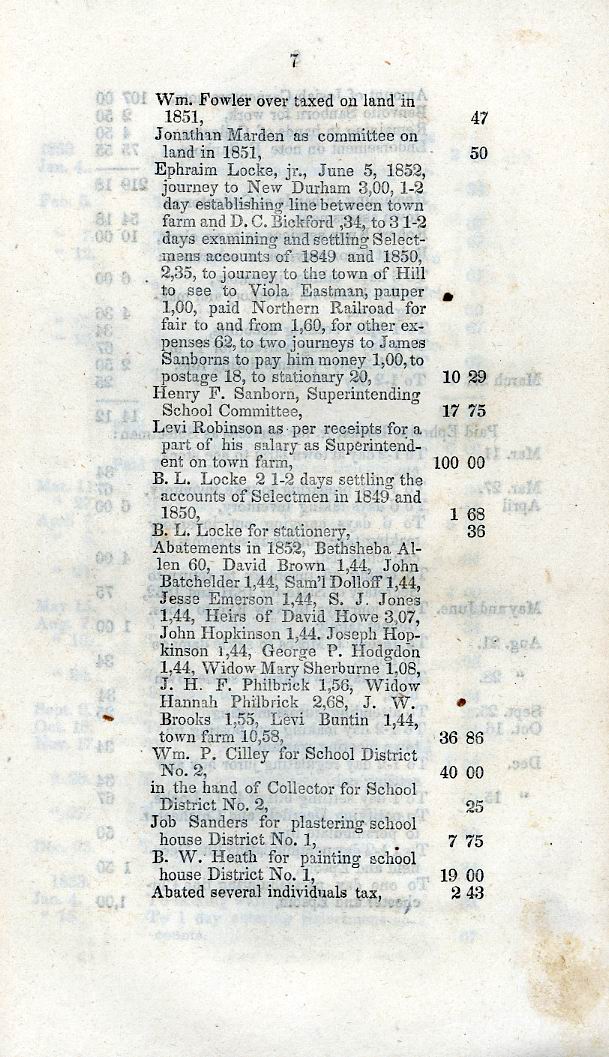 7
Wm. Fowler over taxed on land in
1851, 47
Jonathan Marden as committee on
land in 1851, 50
Ephraim Locke, jr., June 5, 1852,
journey to New Durham 3,00, 1-2
day establishing line between town
farm and D. C. Bickford ,34, to 3 1-2
days examining and settling Select-
mens accounts of 1849 and 1850,
2,35, to journey to the town of Hill
to see to Viola Eastman, pauper
1,00, paid Northern Railroad for
fair to and from 1,60, for other ex-
penses 62, to two journeys to James
Sanborns to pay him money 1,00, to
postage 18, to stationary 20, 10 29
Henry F. Sanborn, Superintending
School Committee, 17 75
Levi Robinson as per receipts for a
part of his salary as Superintend-
ent on town farm, 100 00
B. L. Locke 2 1-2 days settling the
accounts of Selectmen in 1849 and
1850, 1 68
B. L. Locke for stationery, 36
Abatements in 1852, Bethsheba Al-
len 60, David Brown 1,44, John
Batchelder 1,44, Sam'l Dolloff 1,44,
Jesse Emerson 1,44, S. J. Jones
1,44, Heirs of David Howe 3,07,
John Hopkinson 1,44. Joseph Hop-
kinson 1,44, George P. Hodgdon
1,44, Widow Mary Sherburne 1,08,
J. H. F. Philbrick 1,56, Widow
Hannah Philbrick 2,68, J. W.
Brooks 1,55, Levi Buntin 1,44,
town farm 10,58, 36 86
Wm. P. Cilley for School District
No. 2, 40 00
in the hand of Collector for School
District No. 2, 25
Job Sanders for plastering school
house District No. 1, 7 75
B. W. Heath for painting school
house District No. 1, 19 00
Abated several individuals tax, 2 43